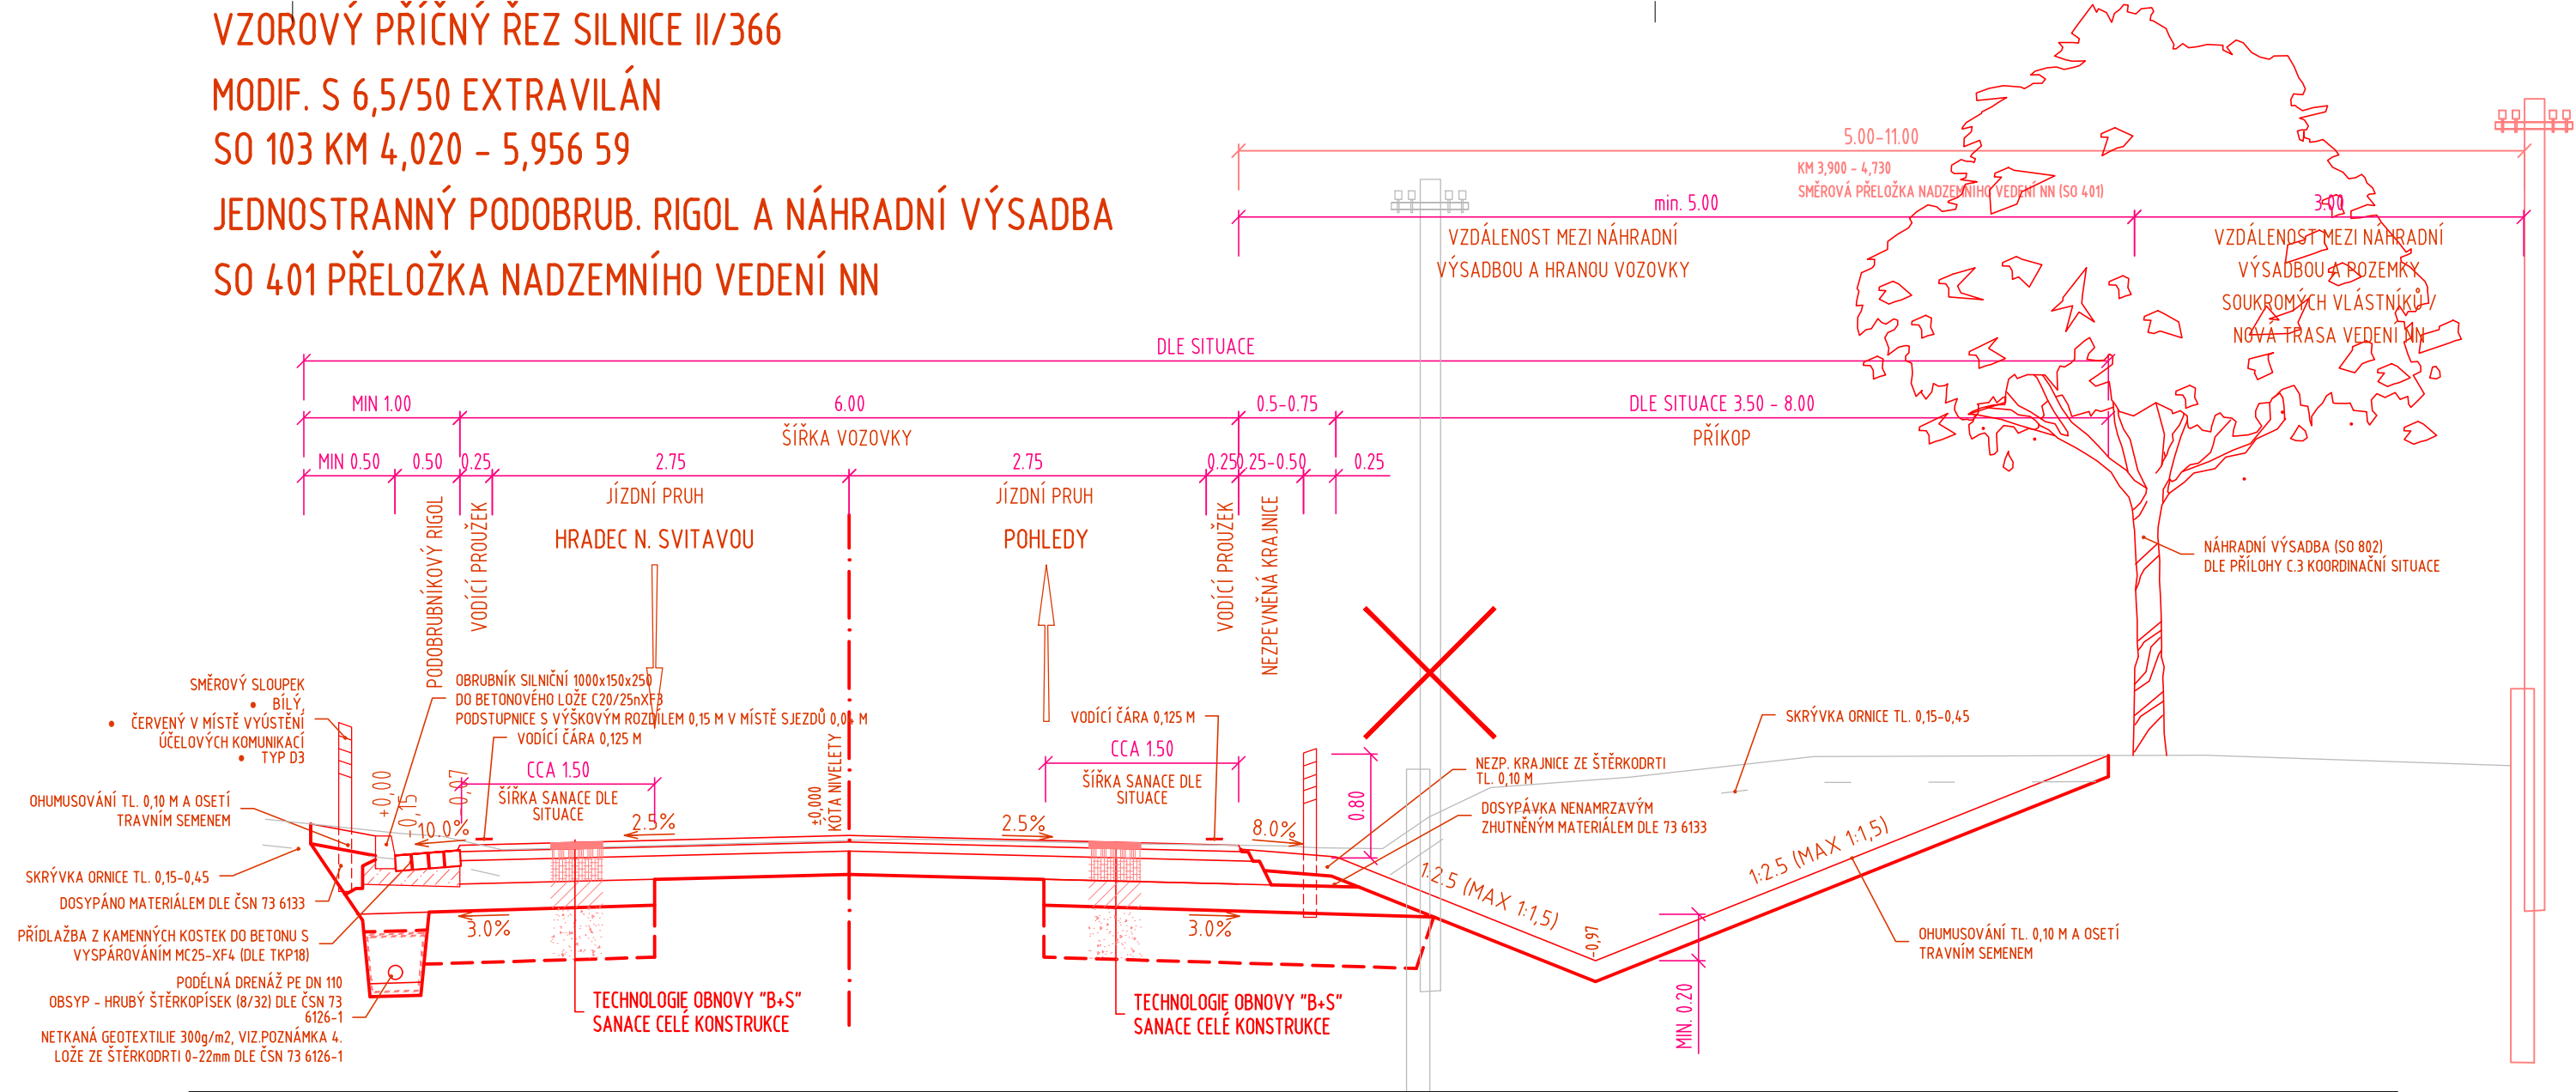 VZOROVÝ PŘÍČNÝ ŘEZ SILNICE II/366
MODIF. S 6,5/50 EXTRAVILÁN
SO 103 KM 4,020 - 5,956 59
JEDNOSTRANNÝ PODOBRUB. RIGOL A NÁHRADNÍ VÝSADBA
SO 401 PŘELOŽKA NADZEMNÍHO VEDENÍ NN
5.00-11.00
KM 3,900 - 4,730
SMĚROVÁ PŘELOŽKA NADZEMNÍHO VEDENÍ NN (SO 401)
min. 5.00
3.00
VZDÁLENOST MEZI NÁHRADNÍ
VÝSADBOU A HRANOU VOZOVKY
VZDÁLENOST MEZI NÁHRADNÍ
VÝSADBOU A POZEMKY
SOUKROMÝCH VLÁSTNÍKŮ /
NOVÁ TRASA VEDENÍ NN
DLE SITUACE
MIN 1.00
6.00
0.5-0.75
DLE SITUACE 3.50 - 8.00
ŠÍŘKA VOZOVKY
PŘÍKOP
MIN 0.50
0.50
0.25
2.75
2.75
0.25
0.25-0.50
0.25
JÍZDNÍ PRUH
JÍZDNÍ PRUH
HRADEC N. SVITAVOU
POHLEDY
PODOBRUBNÍKOVÝ RIGOL
VODÍCÍ PROUŽEK
VODÍCÍ PROUŽEK
NEZPEVNĚNÁ KRAJNICE
NÁHRADNÍ VÝSADBA (SO 802)
DLE PŘÍLOHY C.3 KOORDINAČNÍ SITUACE
SMĚROVÝ SLOUPEK
• BÍLÝ,
• ČERVENÝ V MÍSTĚ VYÚSTĚNÍ
ÚČELOVÝCH KOMUNIKACÍ
• TYP D3
OBRUBNÍK SILNIČNÍ 1000x150x250
DO BETONOVÉHO LOŽE C20/25nXF3
PODSTUPNICE S VÝŠKOVÝM ROZDÍLEM 0,15 M V MÍSTĚ SJEZDŮ 0,04 M
VODÍCÍ ČÁRA 0,125 M
VODÍCÍ ČÁRA 0,125 M
SKRÝVKA ORNICE TL. 0,15-0,45
CCA 1.50
ŠÍŘKA SANACE DLE
SITUACE
CCA 1.50
ŠÍŘKA SANACE DLE
SITUACE
±0,000
KÓTA NIVELETY
+0,00
-0,15
-0,07
0.80
NEZP. KRAJNICE ZE ŠTĚRKODRTI
TL. 0,10 M
DOSYPÁVKA NENAMRZAVÝM
ZHUTNĚNÝM MATERIÁLEM DLE 73 6133
OHUMUSOVÁNÍ TL. 0,10 M A OSETÍ
TRAVNÍM SEMENEM
10.0%
2.5%
2.5%
8.0%
1:2.5 (MAX 1:1,5)
1:2.5 (MAX 1:1,5)
SKRÝVKA ORNICE TL. 0,15-0,45
DOSYPÁNO MATERIÁLEM DLE ČSN 73 6133
3.0%
3.0%
-0,97
PŘÍDLAŽBA Z KAMENNÝCH KOSTEK DO BETONU S
VYSPÁROVÁNÍM MC25-XF4 (DLE TKP18)
OHUMUSOVÁNÍ TL. 0,10 M A OSETÍ
TRAVNÍM SEMENEM
PODÉLNÁ DRENÁŽ PE DN 110
OBSYP - HRUBÝ ŠTĚRKOPÍSEK (8/32) DLE ČSN 73
6126-1
NETKANÁ GEOTEXTILIE 300g/m2, VIZ.POZNÁMKA 4.
LOŽE ZE ŠTĚRKODRTI 0-22mm DLE ČSN 73 6126-1
TECHNOLOGIE OBNOVY "B+S"
SANACE CELÉ KONSTRUKCE
TECHNOLOGIE OBNOVY "B+S"
SANACE CELÉ KONSTRUKCE
MIN. 0.20